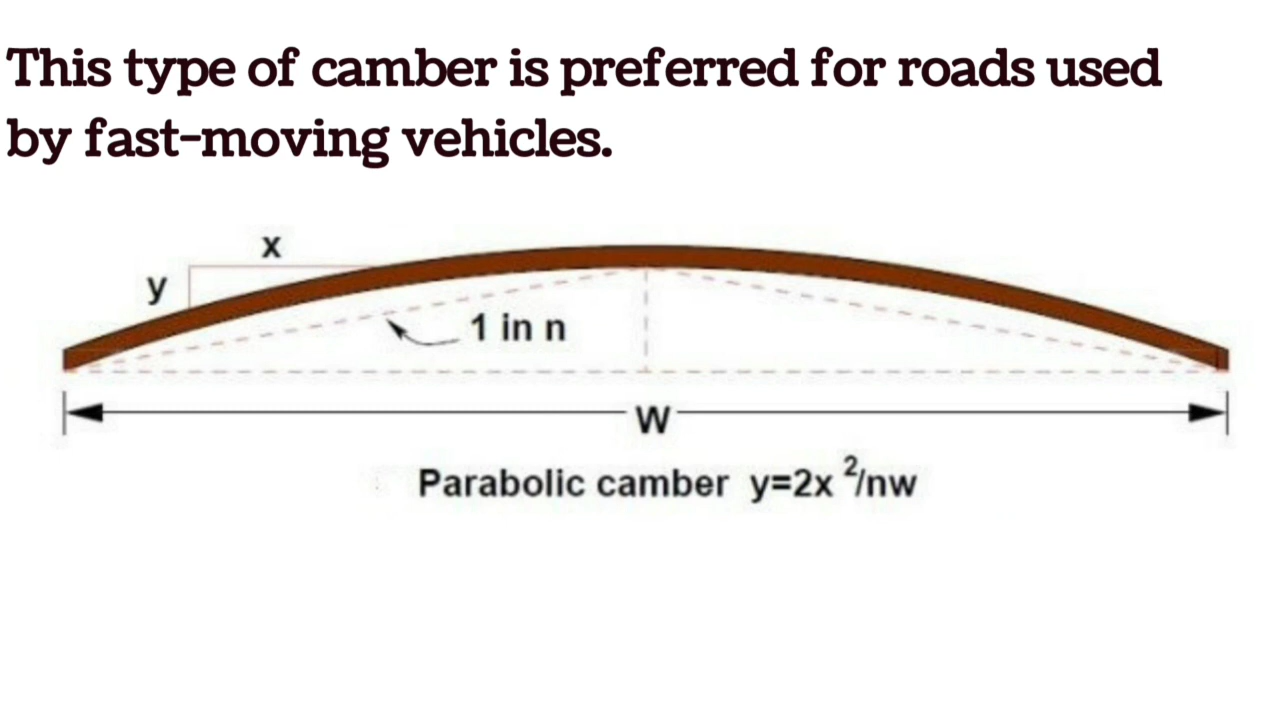 This type of camber is preferred for roads used
by fast-moving vehicles.
x
y
1 in n
W
Parabolic camber y=2x ²/nw